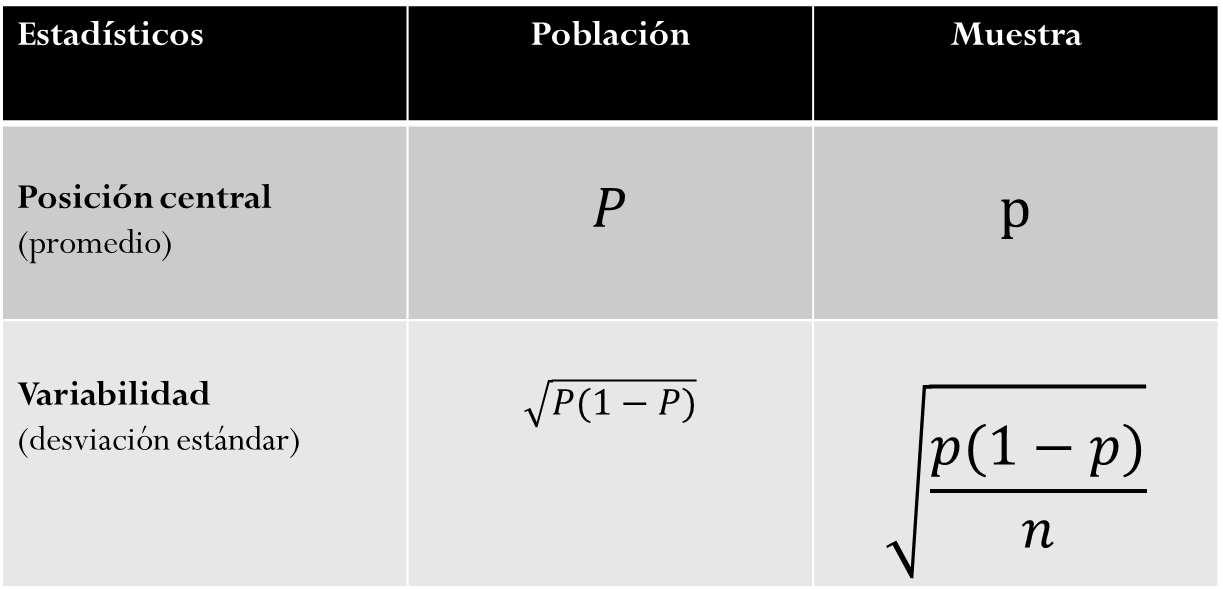 Estadísticos Población Muestra
Posición central
(promedio)
P p
Variabilidad
(desviación estándar)
√P(1 − P)
√p(1 − p)
n